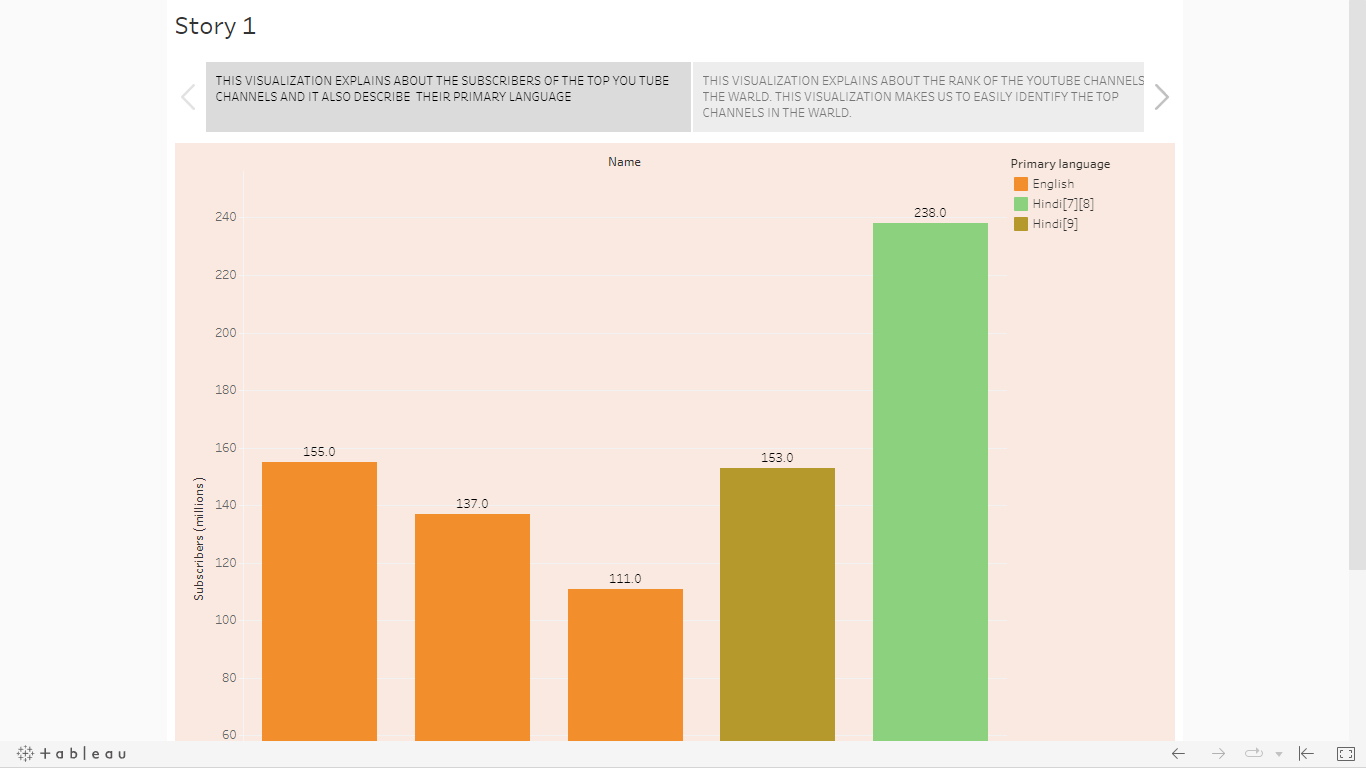 Story 1
THIS VISUALIZATION EXPLAINS ABOUT THE SUBSCRIBERS OF THE TOP YOU TUBE
CHANNELS AND IT ALSO DESCRIBE  THEIR PRIMARY LANGUAGE
THIS VISUALIZATION EXPLAINS ABOUT THE RANK OF THE YOUTUBE CHANNELS
THE WARLD. THIS VISUALIZATION MAKES US TO EASILY IDENTIFY THE TOP
CHANNELS IN THE WARLD.
Name
Primary language
English
Hindi[7][8]
Hindi[9]
Subscribers (millions)
240
220
200
180
160
140
120
100
80
60
155.0
137.0
111.0
153.0
238.0
+ a b l e a u